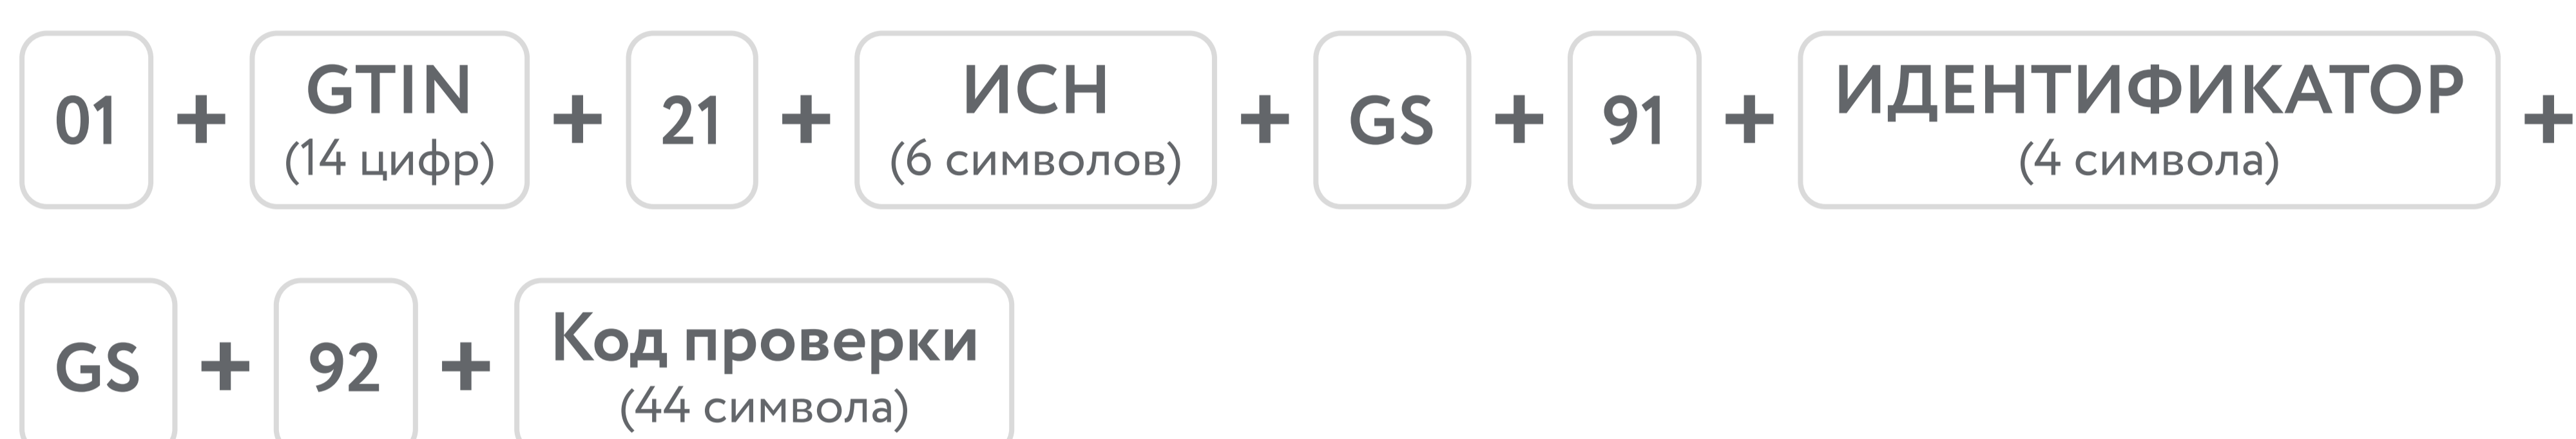 01 + GTIN (14 цифр) + 21 + ИСН (6 символов) + GS + 91 + ИДЕНТИФИКАТОР (4 символа) +
GS + 92 + Код проверки (44 символа)